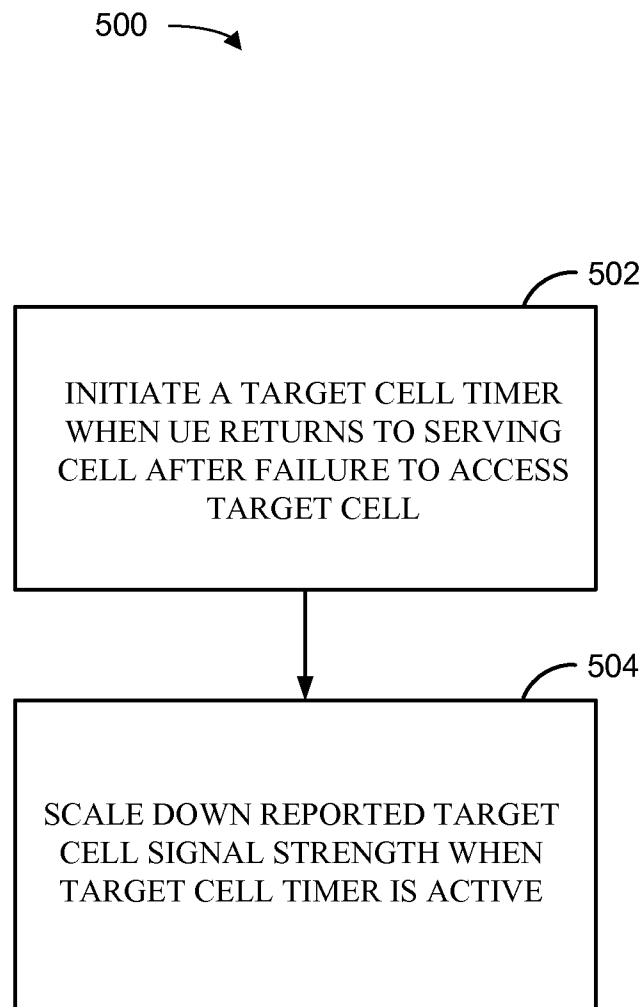 500
502
INITIATE A TARGET CELL TIMER
WHEN UE RETURNS TO SERVING
CELL AFTER FAILURE TO ACCESS
TARGET CELL
504
SCALE DOWN REPORTED TARGET
CELL SIGNAL STRENGTH WHEN
TARGET CELL TIMER IS ACTIVE